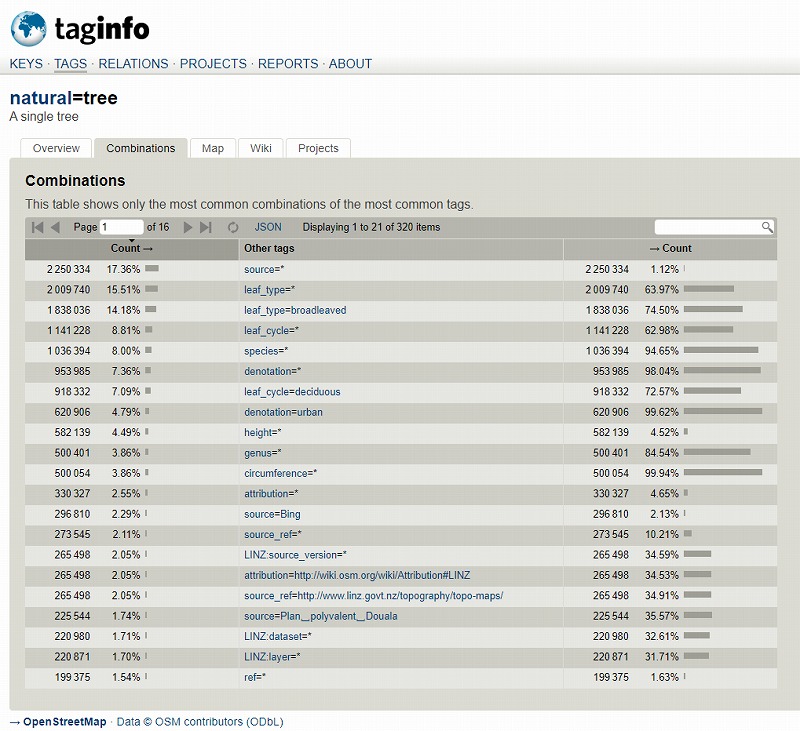 taginfo
KEYS · TAGS · RELATIONS · PROJECTS · REPORTS · ABOUT
natural=tree
A single tree
Overview Combinations Map Wiki Projects
Combinations
This table shows only the most common combinations of the most common tags.
Page 1 of 16 JSON Displaying 1 to 21 of 320 items
Count → Other tags → Count
2 250 334 17.36% source=* 2 250 334 1.12%
2 009 740 15.51% leaf_type=* 2 009 740 63.97%
1 838 036 14.18% leaf_type=broadleaved 1 838 036 74.50%
1 141 228 8.81% leaf_cycle=* 1 141 228 62.98%
1 036 394 8.00% species=* 1 036 394 94.65%
953 985 7.36% denotation=* 953 985 98.04%
918 332 7.09% leaf_cycle=deciduous 918 332 72.57%
620 906 4.79% denotation=urban 620 906 99.62%
582 139 4.49% height=* 582 139 4.52%
500 401 3.86% genus=* 500 401 84.54%
500 054 3.86% circumference=* 500 054 99.94%
330 327 2.55% attribution=* 330 327 4.65%
296 810 2.29% source=Bing 296 810 2.13%
273 545 2.11% source_ref=* 273 545 10.21%
265 498 2.05% LINZ:source_version=* 265 498 34.59%
265 498 2.05% attribution=http://wiki.osm.org/wiki/Attribution#LINZ 265 498 34.53%
265 498 2.05% source_ref=http://www.linz.govt.nz/topography/topo-maps/ 265 498 34.91%
225 544 1.74% source=Plan__polyvalent__Douala 225 544 35.57%
220 980 1.71% LINZ:dataset=* 220 980 32.61%
220 871 1.70% LINZ:layer=* 220 871 31.71%
199 375 1.54% ref=* 199 375 1.63%
→ OpenStreetMap · Data © OSM contributors (ODbL)